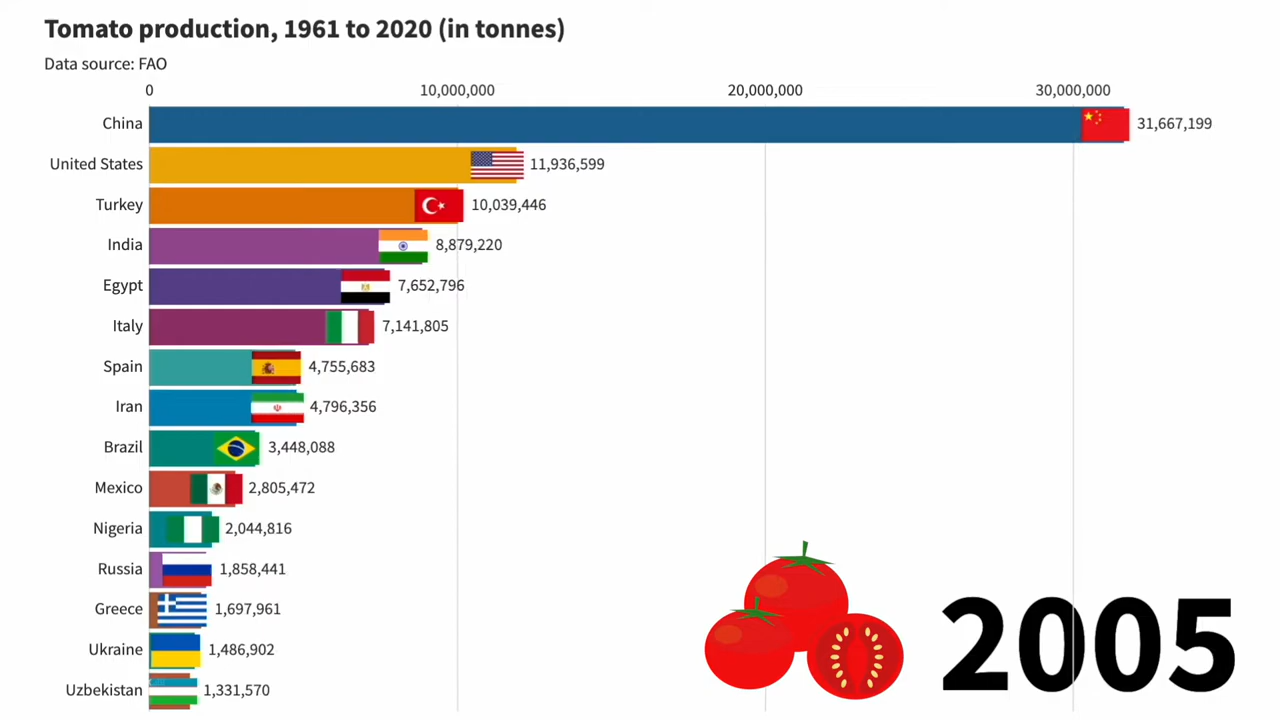 Tomato production, 1961 to 2020 (in tonnes)
Data source: FAO
0 10,000,000 20,000,000 30,000,000
China 31,667,199
United States 11,936,599
Turkey 10,039,446
India 8,879,220
Egypt 7,652,796
Italy 7,141,805
Spain 4,755,683
Iran 4,796,356
Brazil 3,448,088
Mexico 2,805,472
Nigeria 2,044,816
Russia 1,858,441
Greece 1,697,961
Ukraine 1,486,902
Uzbekistan 1,331,570
2005